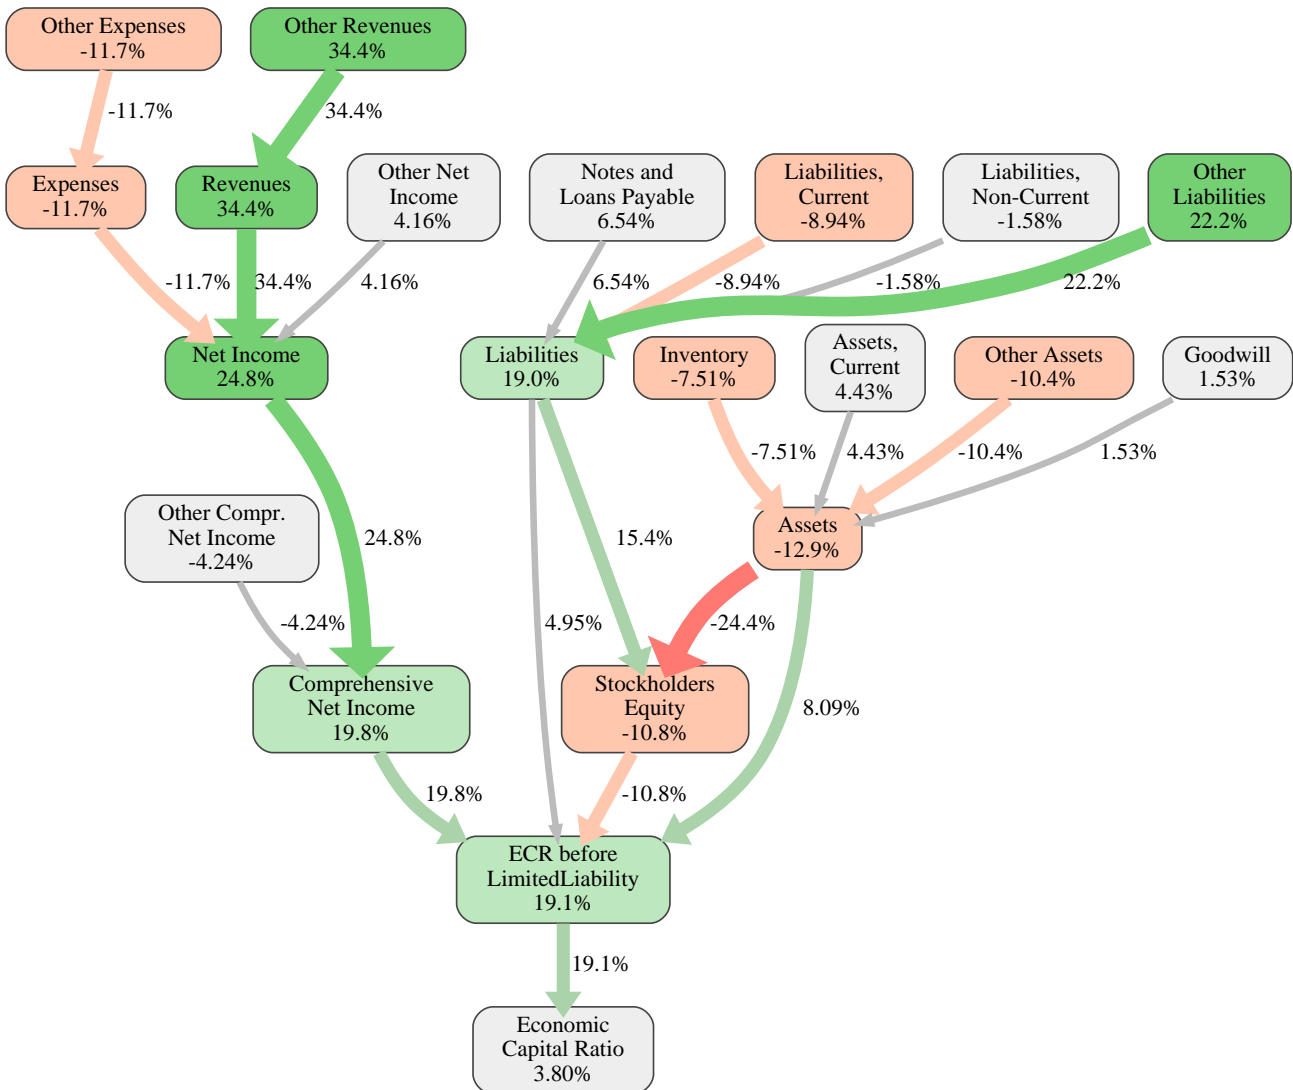 Other Expenses
-11.7%
Other Revenues
34.4%
-11.7%
34.4%
Expenses
-11.7%
Revenues
34.4%
Other Net
Income
4.16%
Notes and
Loans Payable
6.54%
Liabilities,
Current
-8.94%
Liabilities,
Non-Current
-1.58%
Other
Liabilities
22.2%
-11.7%
34.4%
4.16%
6.54%
-8.94%
-1.58%
22.2%
Net Income
24.8%
Liabilities
19.0%
Inventory
-7.51%
Assets,
Current
4.43%
Other Assets
-10.4%
Goodwill
1.53%
-7.51%
4.43%
-10.4%
1.53%
Other Compr.
Net Income
-4.24%
24.8%
15.4%
Assets
-12.9%
-4.24%
4.95%
-24.4%
Comprehensive
Net Income
19.8%
Stockholders
Equity
-10.8%
8.09%
19.8%
-10.8%
ECR before
LimitedLiability
19.1%
19.1%
Economic
Capital Ratio
3.80%